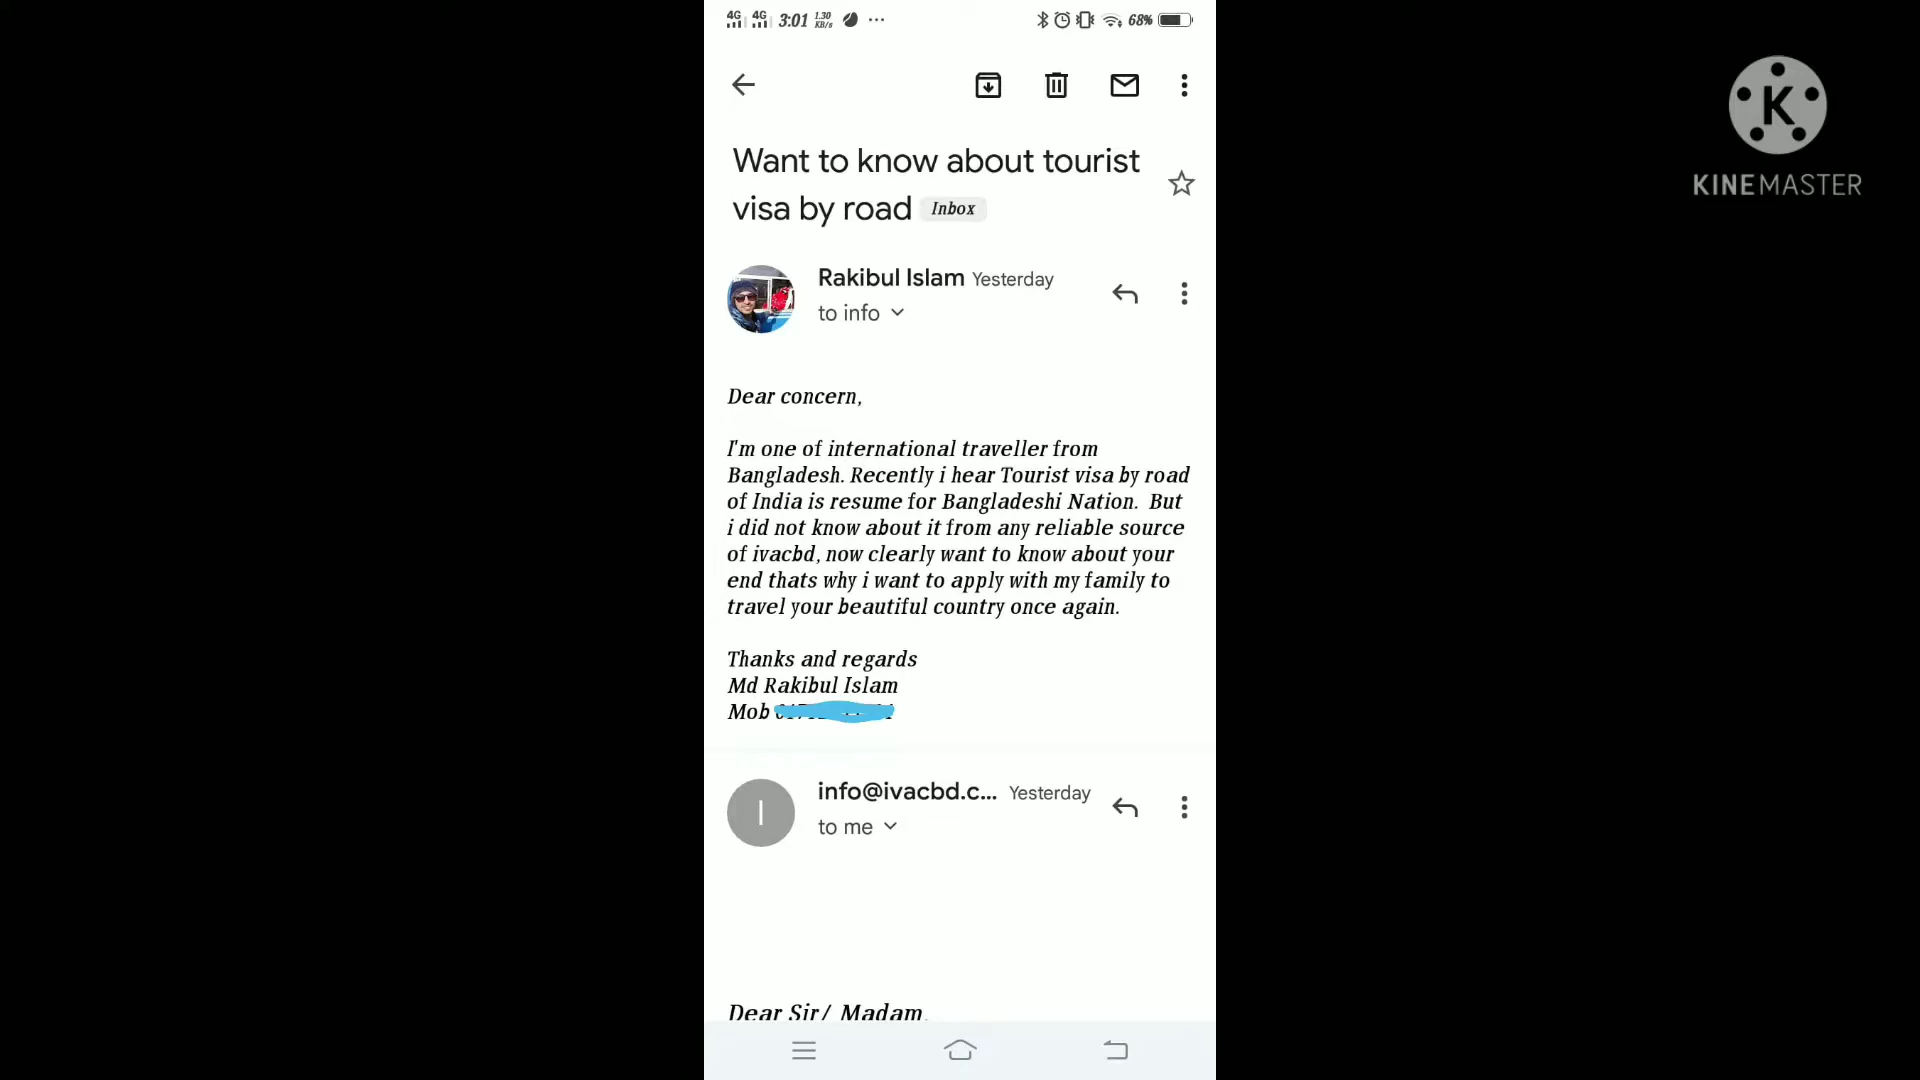 4G 4G 3:01 1.30 KB/s ... 68%
KINEMASTER
Want to know about tourist
visa by road Inbox
Rakibul Islam Yesterday
to info
Dear concern,
I'm one of international traveller from
Bangladesh. Recently i hear Tourist visa by road
of India is resume for Bangladeshi Nation. But
i did not know about it from any reliable source
of ivacbd, now clearly want to know about your
end thats why i want to apply with my family to
travel your beautiful country once again.
Thanks and regards
Md Rakibul Islam
Mob
info@ivacbd.c... Yesterday
to me
Dear Sir/ Madam,